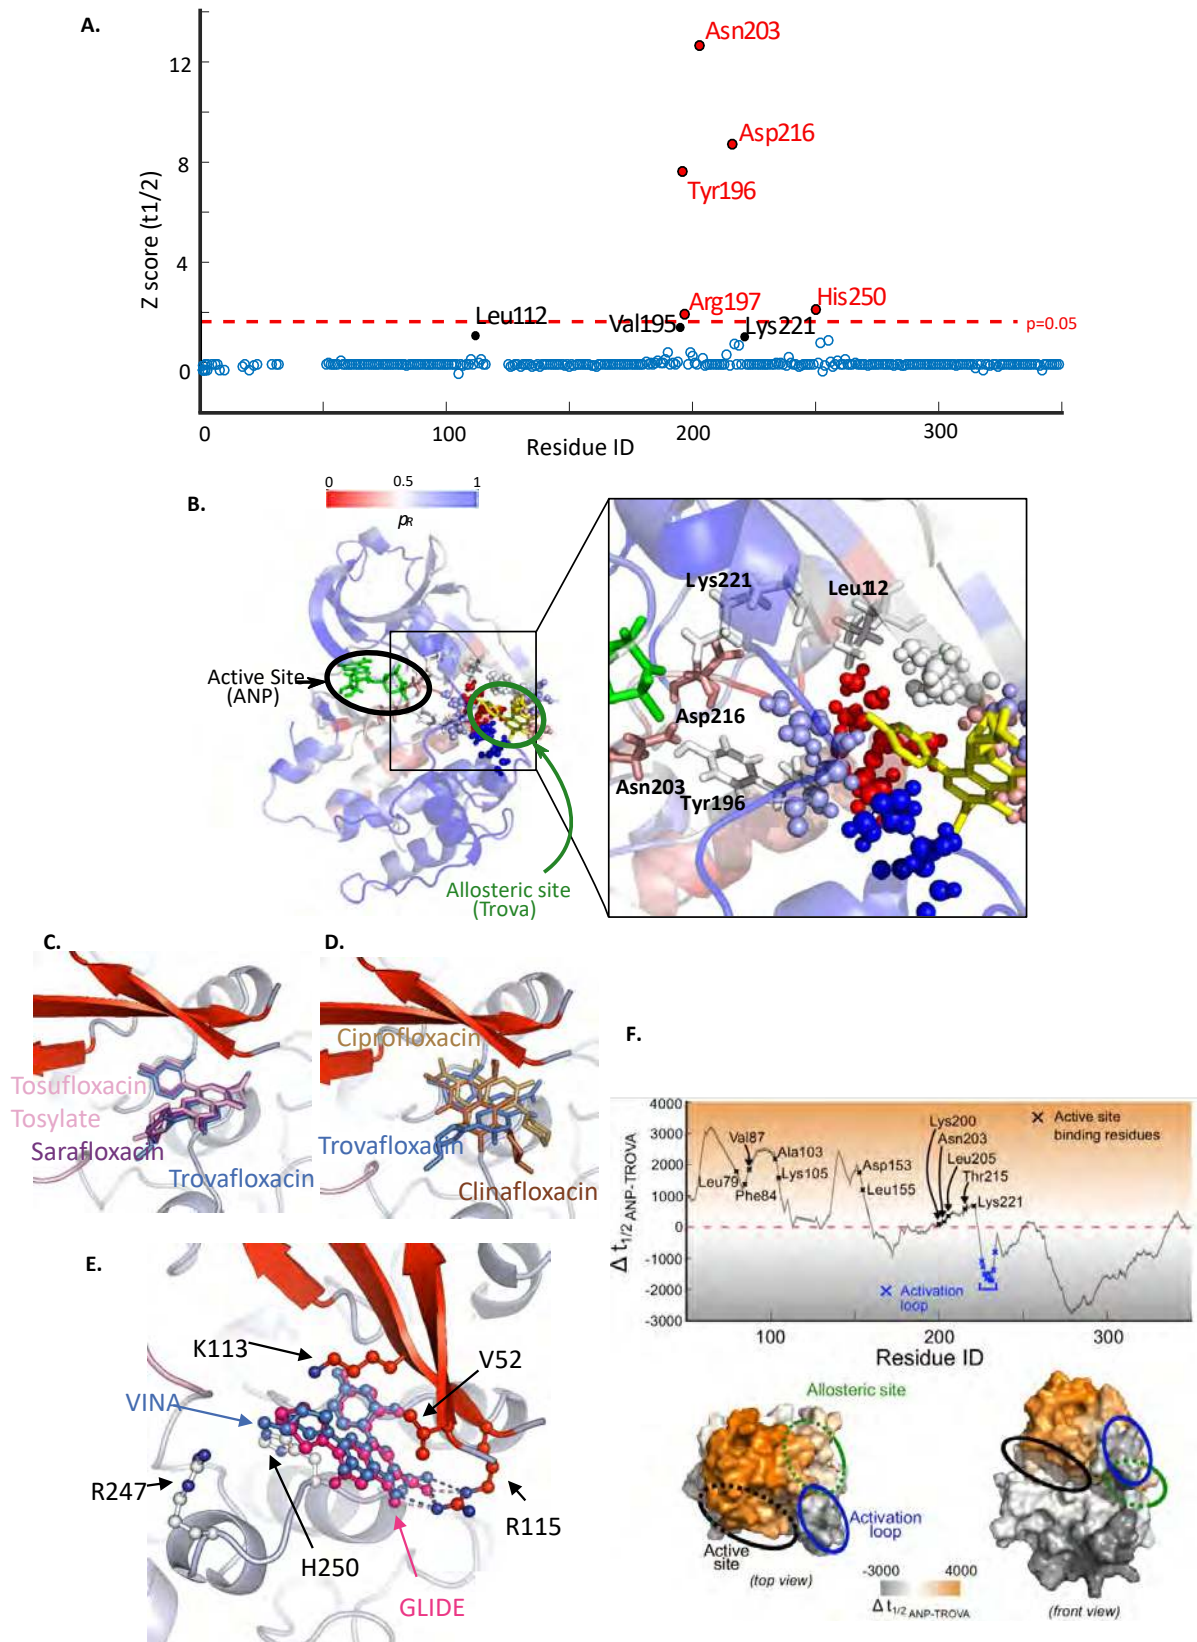 A.
Asn203
12
Asp216
8
Tyr196
Z score (t1/2)
4
Arg197
His250
Leu112
Val195
Lys221
p=0.05
0
0
100
200
300
Residue ID
B.
0
0.5
1
pR
Active Site
(ANP)
Allosteric site
(Trova)
Lys221
Leu112
Asp216
Asn203
Tyr196
C.
Tosufloxacin
Tosylate
Sarafloxacin
Trovafloxacin
D.
Ciprofloxacin
Trovafloxacin
Clinafloxacin
E.
K113
V52
VINA
R247
H250
R115
GLIDE
F.
4000
3000
2000
1000
0
-1000
-2000
-3000
Δ t1/2 ANP-TROVA
Val87
Ala103
Leu79
Lys105
Phe84
Asp153
Leu155
Lys200
Asn203
Leu205
Thr215
Lys221
× Active site
binding residues
× Activation
loop
100
200
300
Residue ID
Allosteric site
Activation
loop
Active
site
(top view)
-3000
4000
Δ t1/2 ANP-TROVA
(front view)